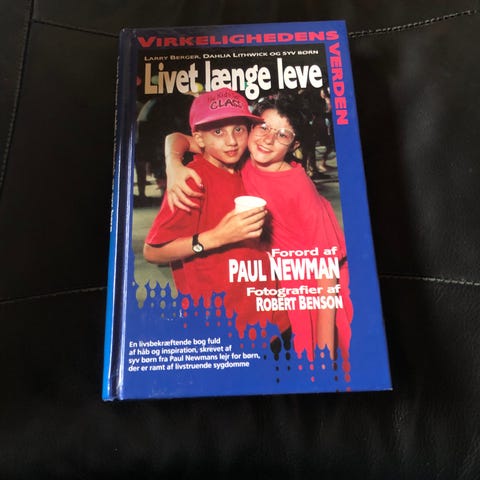 VIRKELIGHEDENS
VERDEN
LARRY BERGER, DAHLIA LITHWICK OG SYV BØRN
Livet længe leve
CLASS
Forord af
PAUL NEWMAN
Fotografier af
ROBERT BENSON
En livsbekræftende bog fuld
af håb og inspiration, skrevet af
syv børn fra Paul Newmans lejr for børn,
der er ramt af livstruende sygdomme